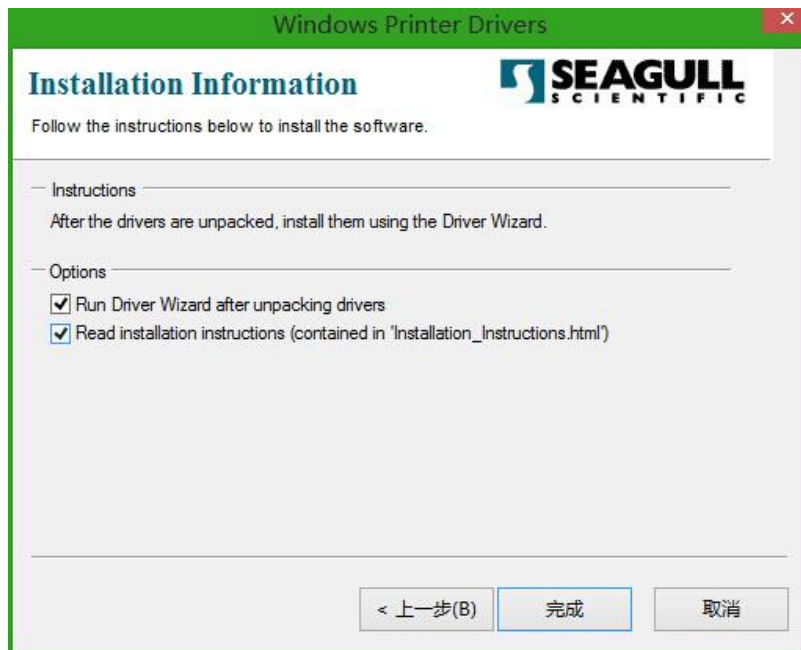 Windows Printer Drivers
Installation Information
SEAGULL
SCIENTIFIC
Follow the instructions below to install the software.
Instructions
After the drivers are unpacked, install them using the Driver Wizard.
Options
Run Driver Wizard after unpacking drivers
Read installation instructions (contained in 'Installation_Instructions.html')
< 上一步(B) 完成 取消